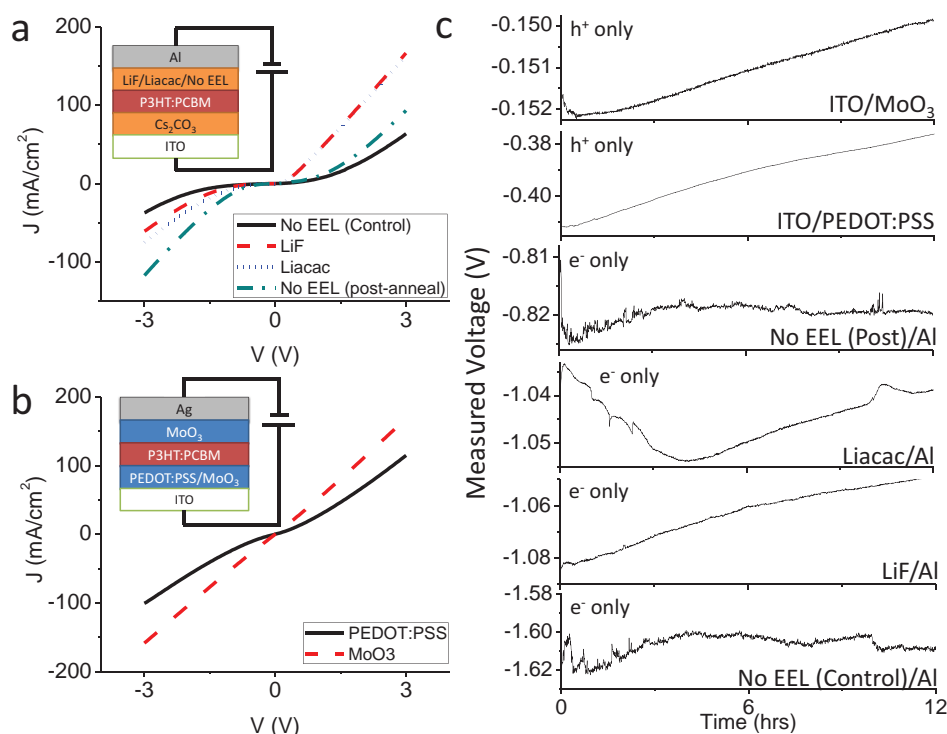 a
200
100
0
-100
J (mA/cm²)
Al
LiF/Liacac/No EEL
P3HT:PCBM
Cs₂CO₃
ITO
No EEL (Control)
LiF
Liacac
No EEL (post-anneal)
-3
0
3
V (V)
b
200
100
0
-100
200
J (mA/cm²)
Ag
MoO₃
P3HT:PCBM
PEDOT:PSS/MoO₃
ITO
PEDOT:PSS
MoO3
-3
0
3
V (V)
c
Measured Voltage (V)
h⁺ only
-0.150
-0.151
-0.152
ITO/MoO₃
h⁺ only
-0.38
-0.40
ITO/PEDOT:PSS
e⁻ only
-0.81
-0.82
No EEL (Post)/Al
e⁻ only
-1.04
-1.05
Liacac/Al
e⁻ only
-1.06
-1.08
LiF/Al
e⁻ only
-1.58
-1.60
-1.62
No EEL (Control)/Al
0
6
12
Time (hrs)